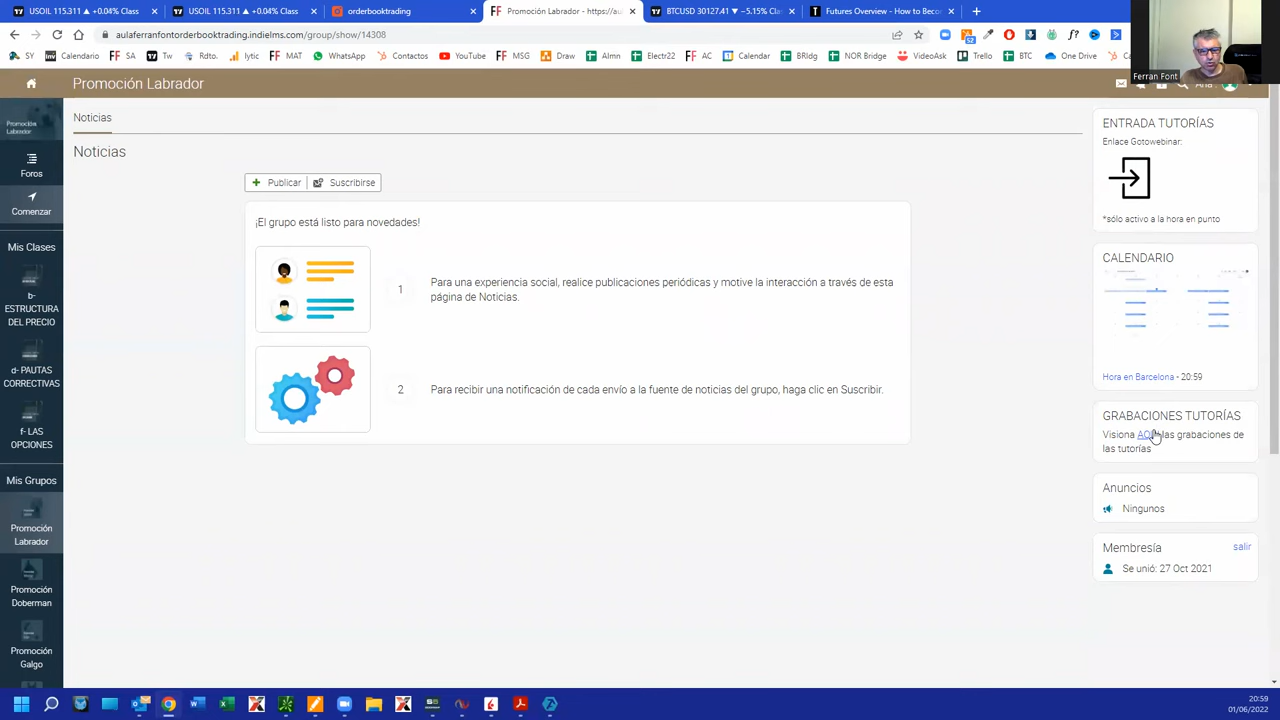 USOIL 115.311 ▲ +0.04% Class
USOIL 115.311 ▲ +0.04% Class
orderbooktrading
Promoción Labrador - https://au
BTCUSD 30127.41 ▼ −5.15% Class
Futures Overview - How to Beco
aulaferranfontorderbooktrading.indielms.com/group/show/14308
SY
Calendario
SA
Tw
Rdto.
lytic
MAT
WhatsApp
Contactos
YouTube
MSG
Draw
Almn
Electr22
AC
Calendar
BRIdg
NOR Bridge
VideoAsk
Trello
BTC
One Drive
Ferran Font
Promoción Labrador
Promoción
Labrador
Foros
Comenzar
Mis Clases
b-
ESTRUCTURA
DEL PRECIO
d- PAUTAS
CORRECTIVAS
f- LAS
OPCIONES
Mis Grupos
Promoción
Labrador
Promoción
Doberman
Promoción
Galgo
Noticias
Noticias
Publicar
Suscribirse
¡El grupo está listo para novedades!
1
Para una experiencia social, realice publicaciones periódicas y motive la interacción a través de esta
página de Noticias.
2
Para recibir una notificación de cada envío a la fuente de noticias del grupo, haga clic en Suscribir.
ENTRADA TUTORÍAS
Enlace Gotowebinar:
*sólo activo a la hora en punto
CALENDARIO
Hora en Barcelona - 20:59
GRABACIONES TUTORÍAS
Visiona las grabaciones de
las tutorías
Anuncios
Ningunos
Membresía
salir
Se unió: 27 Oct 2021
20:59
01/06/2022